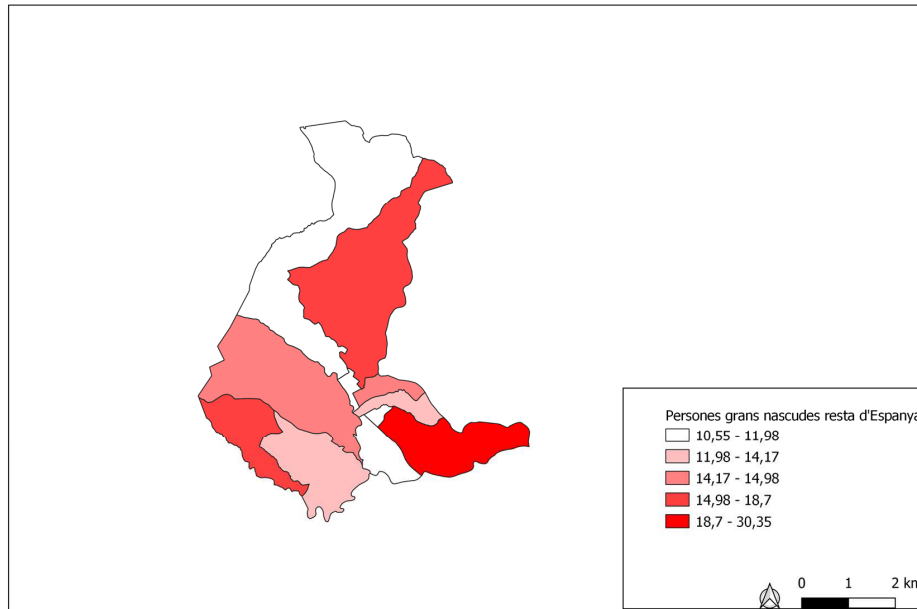 Persones grans nascudes resta d'Espanya
10,55 - 11,98
11,98 - 14,17
14,17 - 14,98
14,98 - 18,7
18,7 - 30,35
0 1 2 km